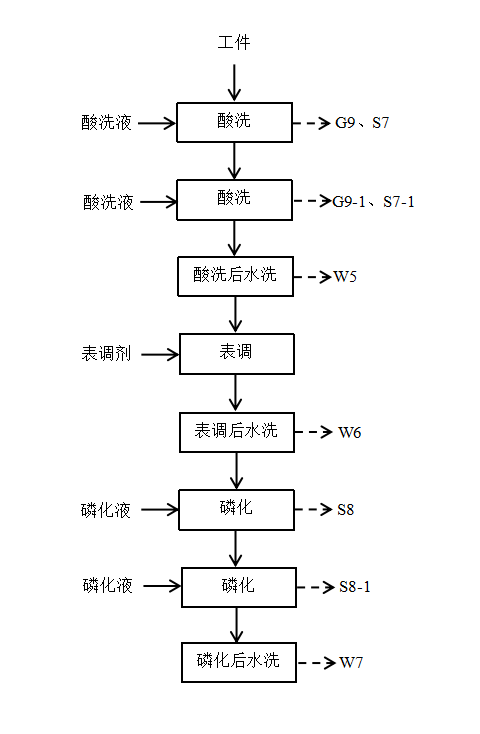 工件
酸洗液 酸洗 G9、S7
酸洗液 酸洗 G9-1、S7-1
酸洗后水洗 W5
表调剂 表调
表调后水洗 W6
磷化液 磷化 S8
磷化液 磷化 S8-1
磷化后水洗 W7